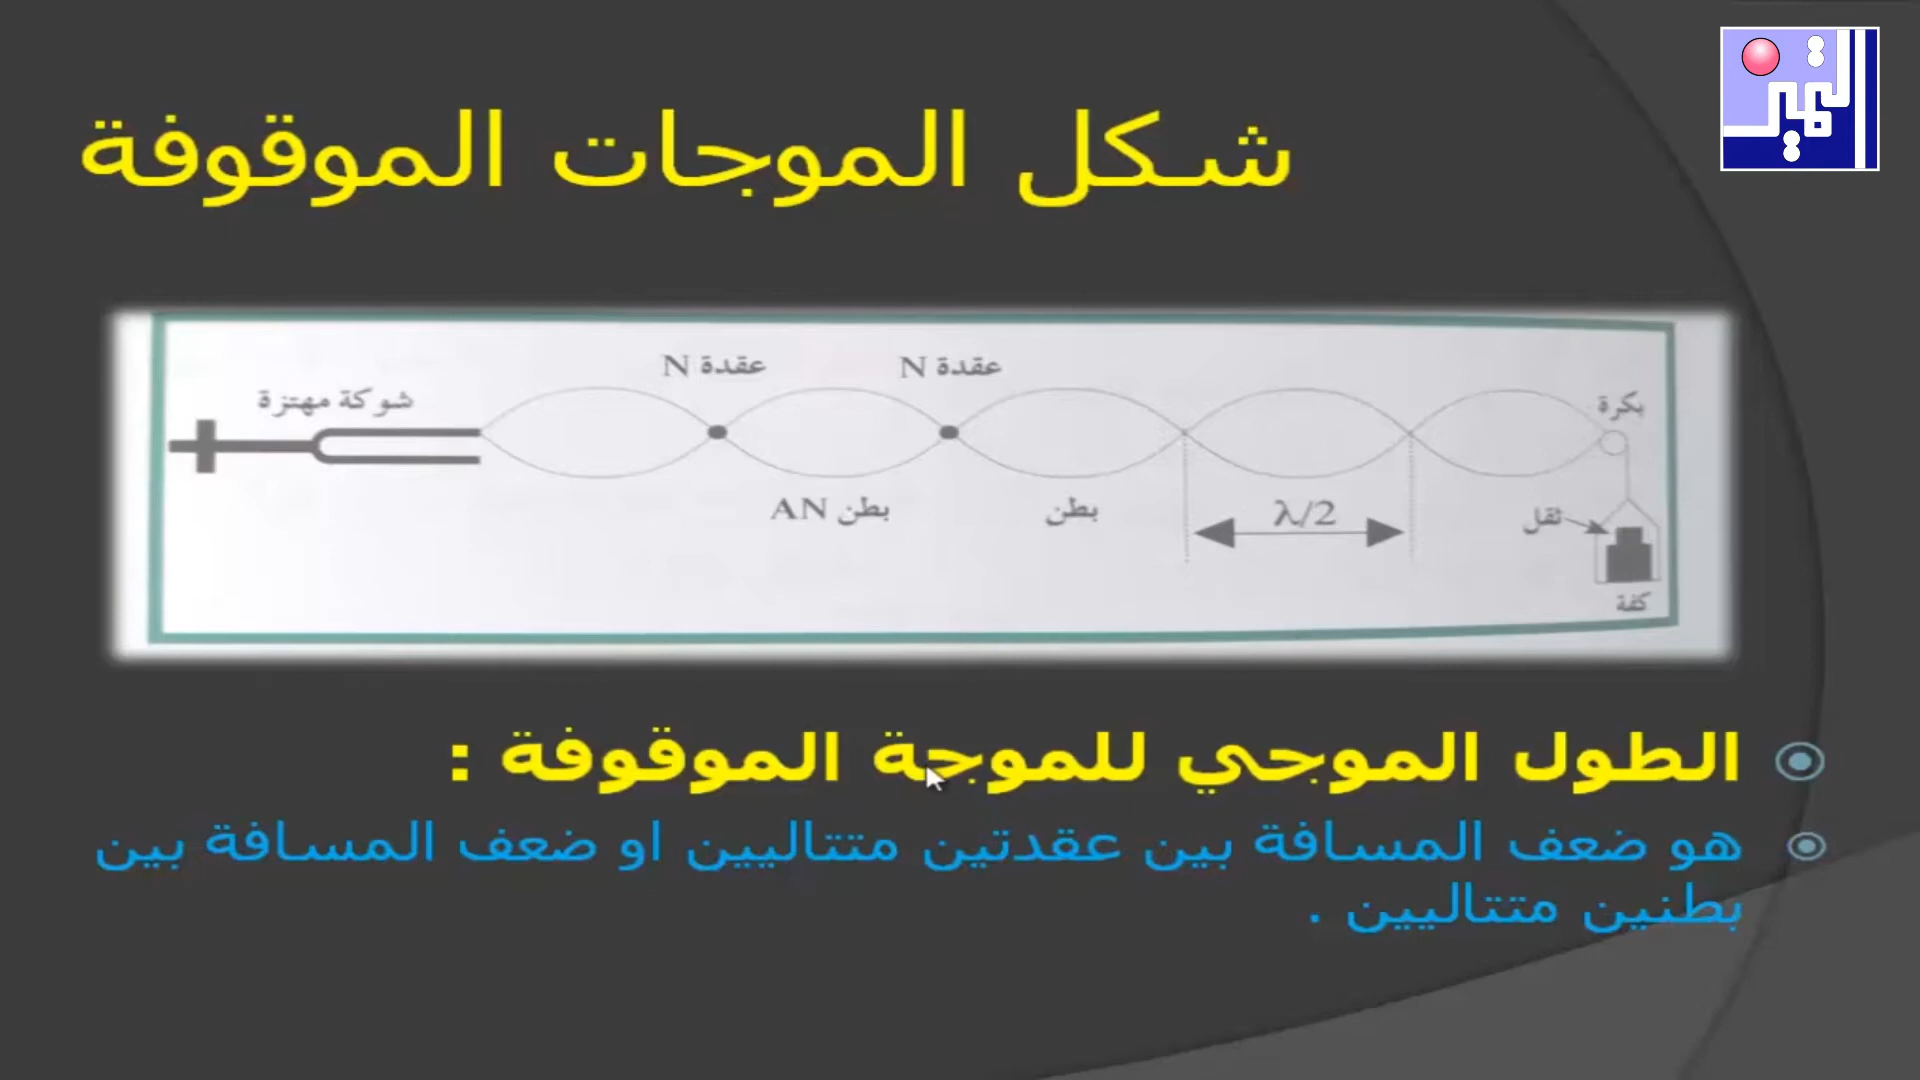 التميز
شكل الموجات الموقوفة
عقدة N
عقدة N
شوكة مهتزة
بكرة
بطن AN
بطن
λ/2
ثقل
كفة
الطول الموجي للموجة الموقوفة :
هو ضعف المسافة بين عقدتين متتاليين او ضعف المسافة بين
بطنين متتاليين .